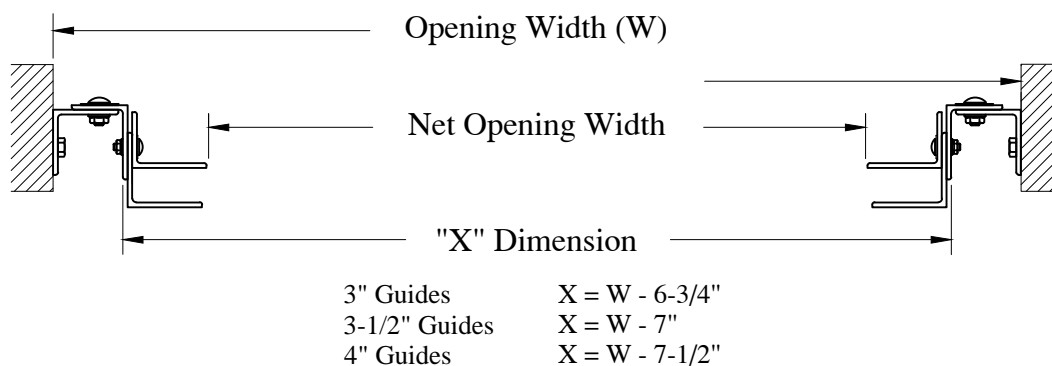 Opening Width (W)
Net Opening Width
"X" Dimension
3" Guides X = W - 6-3/4"
3-1/2" Guides X = W - 7"
4" Guides X = W - 7-1/2"